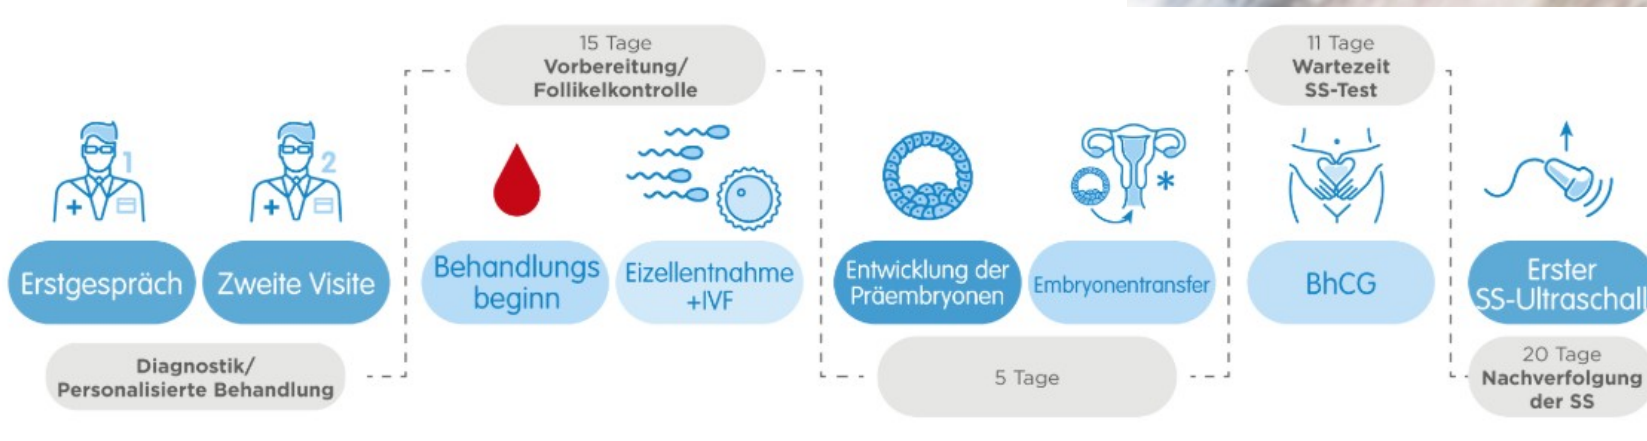 15 Tage
Vorbereitung/
Follikelkontrolle
11 Tage
Wartezeit
SS-Test
1
2
*
Erstgespräch
Zweite Visite
Behandlungs
beginn
Eizellentnahme
+IVF
Entwicklung der
Präembryonen
Embryonentransfer
BhCG
Erster
SS-Ultraschall
Diagnostik/
Personalisierte Behandlung
5 Tage
20 Tage
Nachverfolgung
der SS